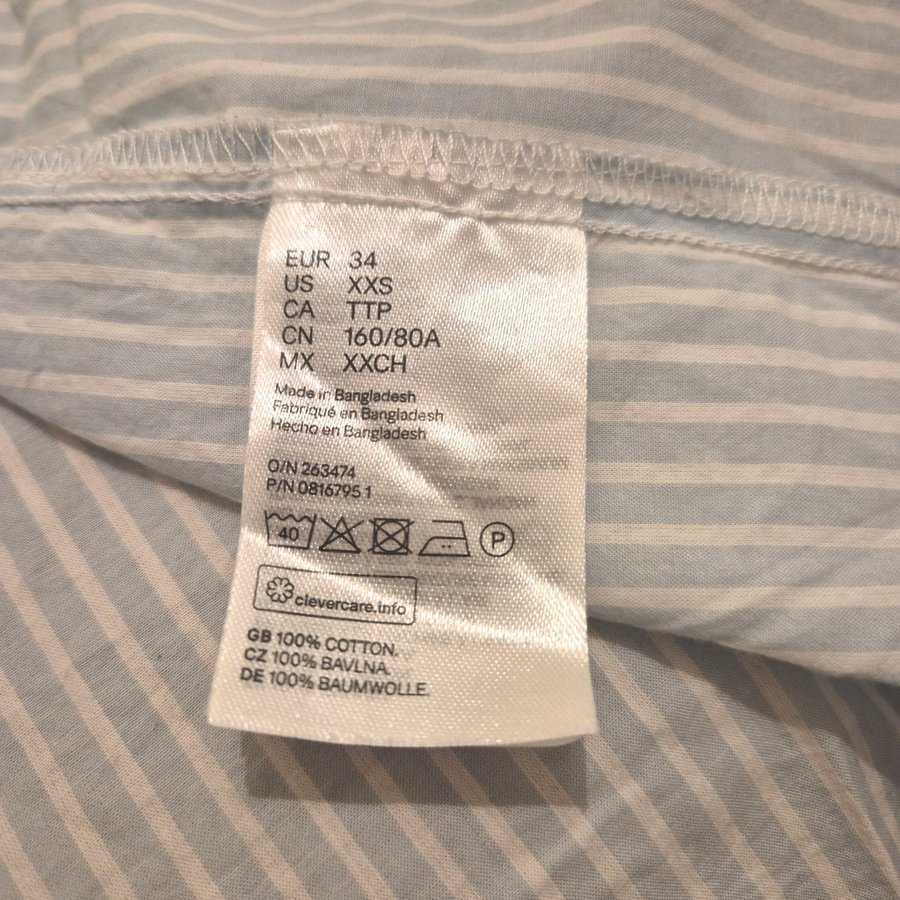 EUR 34
US XXS
CA TTP
CN 160/80A
MX XXCH
Made in Bangladesh
Fabriqué en Bangladesh
Hecho en Bangladesh
O/N 263474
P/N 0816795 1
40 P
clevercare.info
GB 100% COTTON.
CZ 100% BAVLNA.
DE 100% BAUMWOLLE.